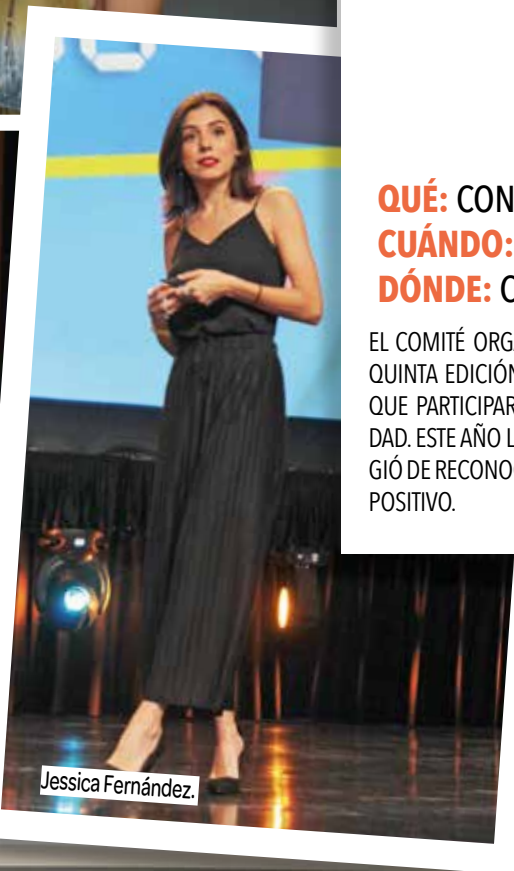 QUÉ: CON
CUÁNDO:
DÓNDE:
EL COMITÉ ORGA
QUINTA EDICIÓN
QUE PARTICIPAR
DAD. ESTE AÑO L
GIÓ DE RECONO
POSITIVO.
Jessica Fernández.